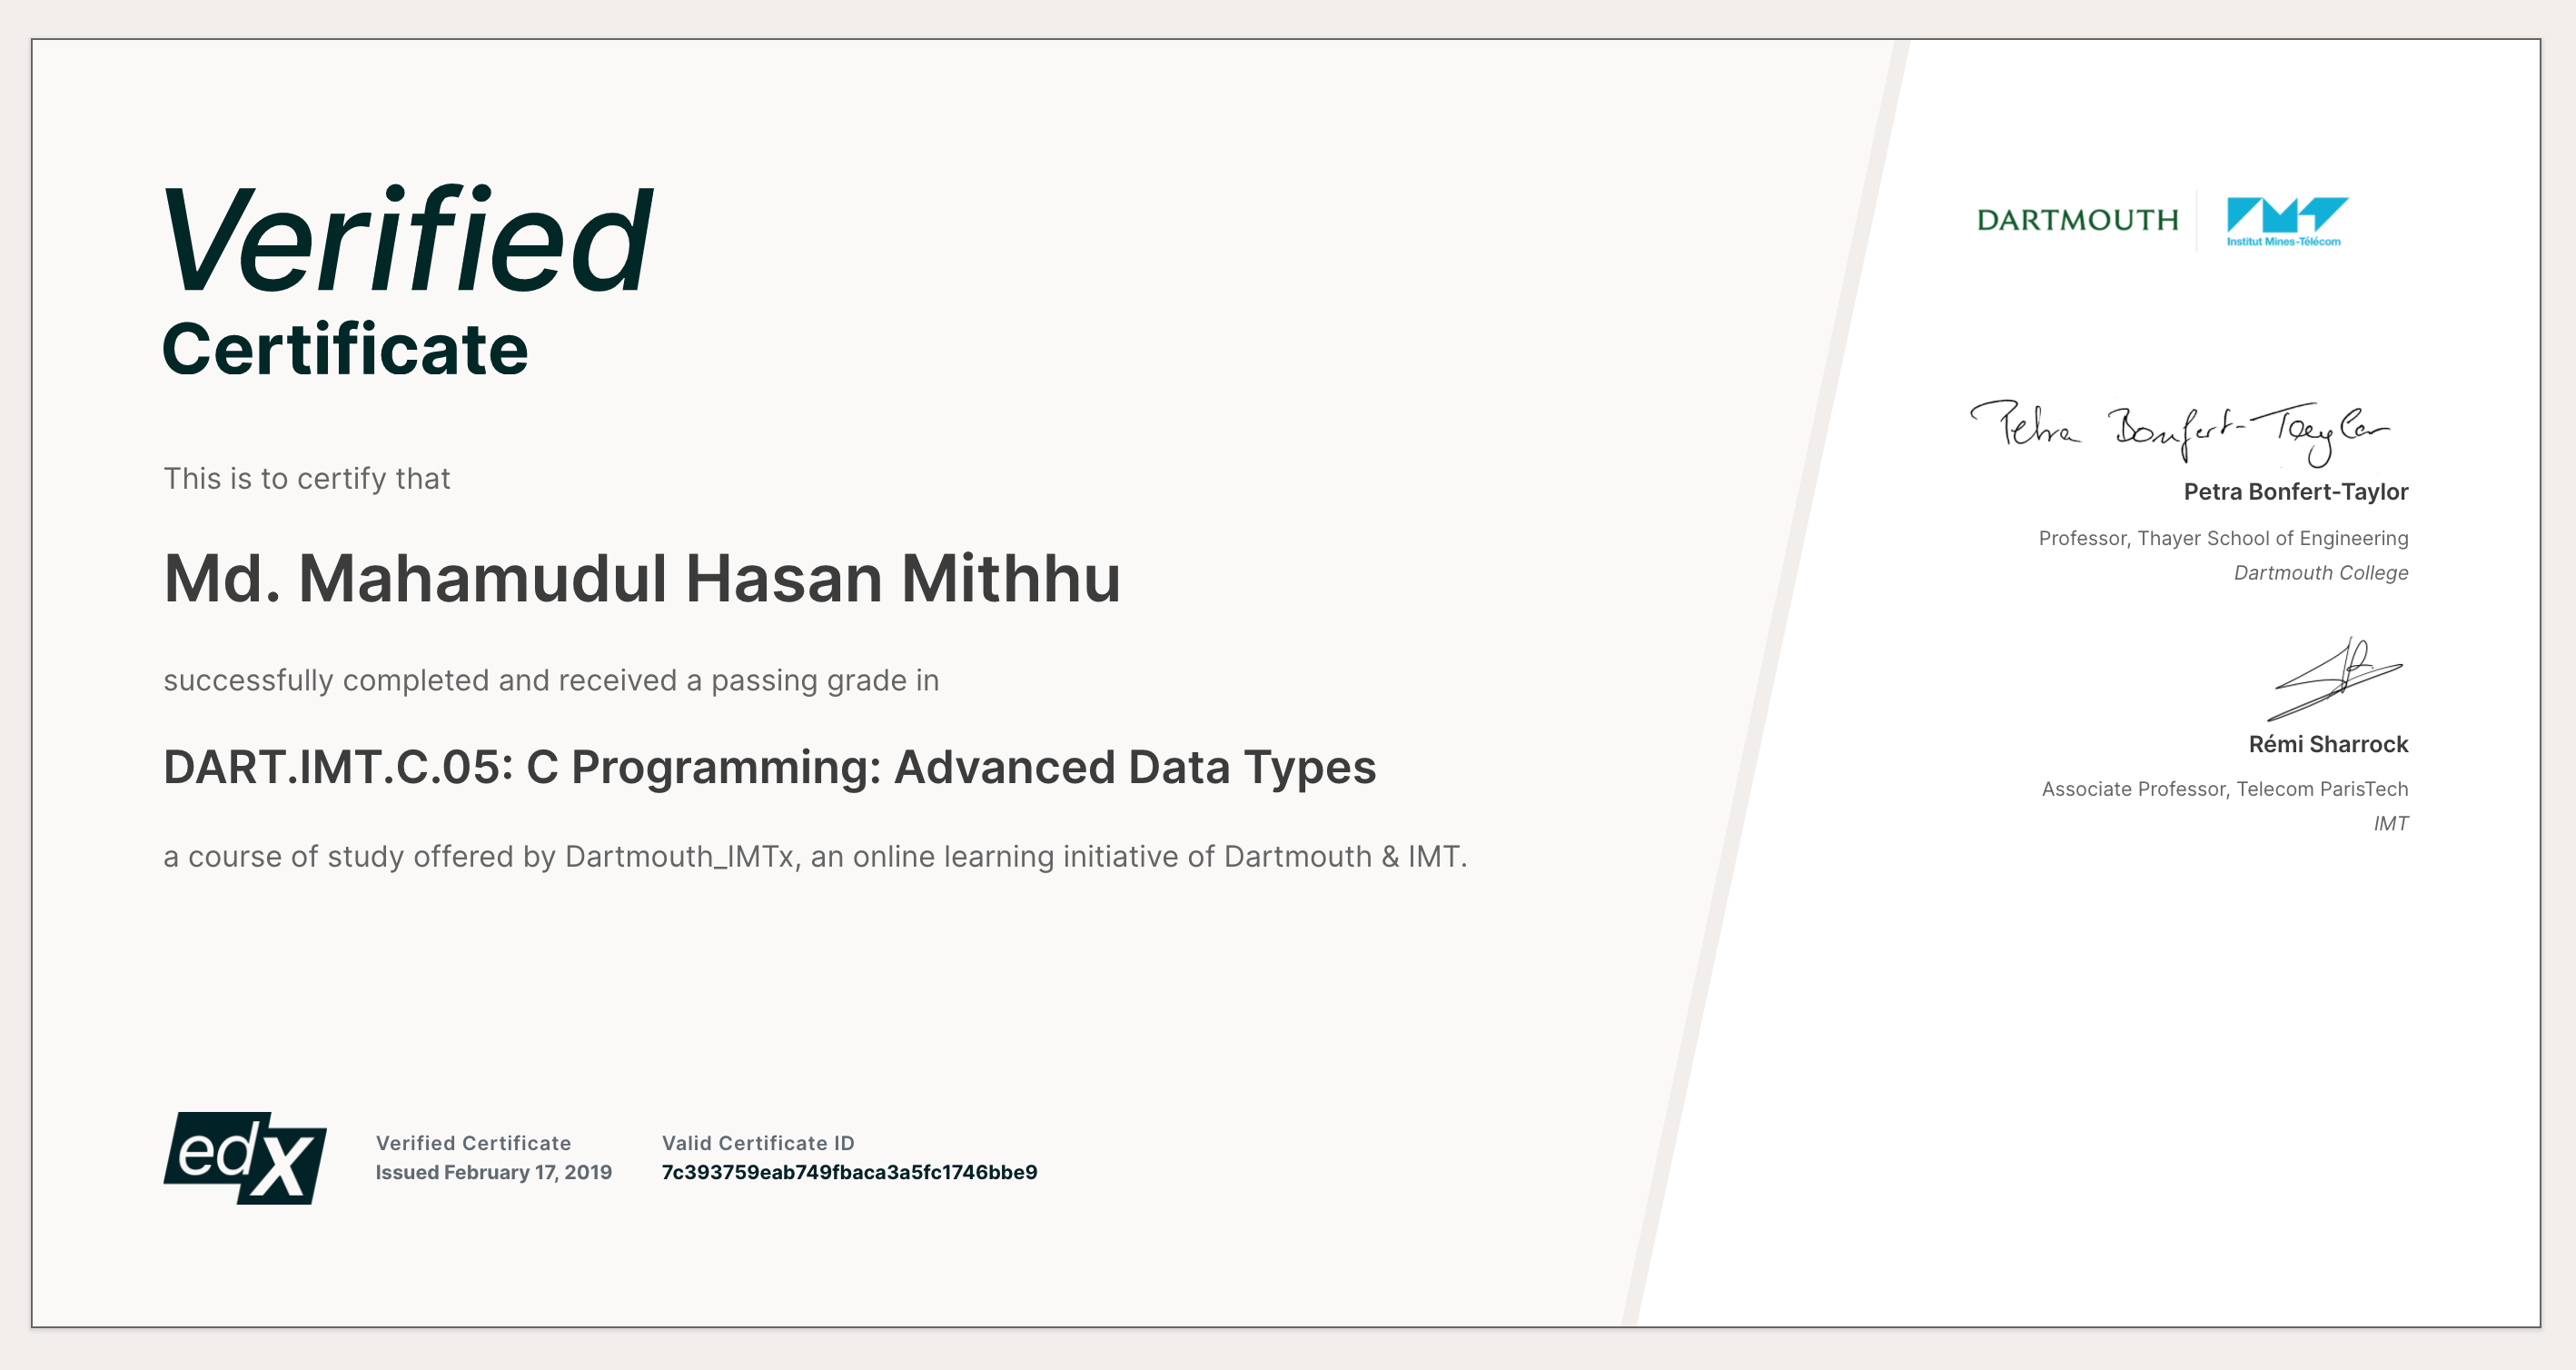 Verified
Certificate
This is to certify that
Md. Mahamudul Hasan Mithhu
successfully completed and received a passing grade in
DART.IMT.C.05: C Programming: Advanced Data Types
a course of study offered by Dartmouth_IMTx, an online learning initiative of Dartmouth & IMT.
edX
Verified Certificate
Issued February 17, 2019
Valid Certificate ID
7c393759eab749fbaca3a5fc1746bbe9
DARTMOUTH
IMT
Institut Mines-Télécom
Petra Bonfert-Taylor
Petra Bonfert-Taylor
Professor, Thayer School of Engineering
Dartmouth College
Rémi Sharrock
Associate Professor, Telecom ParisTech
IMT